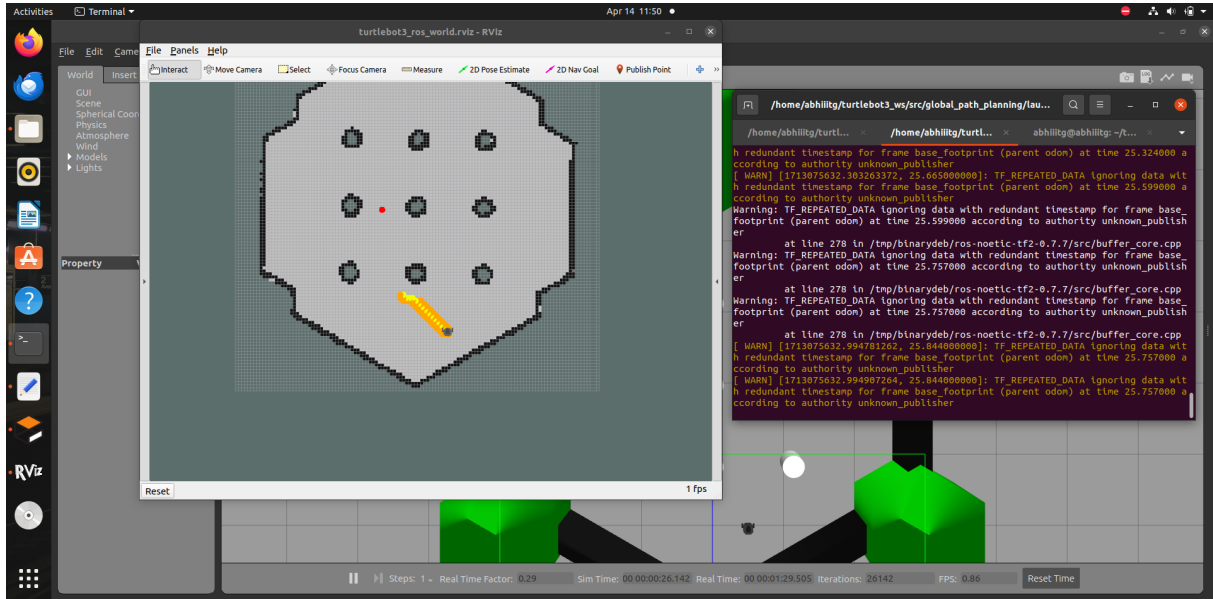 Activities
Terminal
Apr 14 11:50
turtlebot3_ros_world.rviz - RViz
File Edit Came
File Panels Help
Interact Move Camera Select Focus Camera Measure 2D Pose Estimate 2D Nav Goal Publish Point
World Insert
GUI
Scene
Spherical Coor
Physics
Atmosphere
Wind
Models
Lights
Property
Reset
1 fps
/home/abhiiitg/turtlebot3_ws/src/global_path_planning/lau...
/home/abhiiitg/turtl... /home/abhiiitg/turtl... abhiiitg@abhiiitg: ~/t...
h redundant timestamp for frame base_footprint (parent odom) at time 25.324000 a
ccording to authority unknown_publisher
[ WARN] [1713075632.303263372, 25.665000000]: TF_REPEATED_DATA ignoring data wit
h redundant timestamp for frame base_footprint (parent odom) at time 25.599000 a
ccording to authority unknown_publisher
Warning: TF_REPEATED_DATA ignoring data with redundant timestamp for frame base_
footprint (parent odom) at time 25.599000 according to authority unknown_publish
er
at line 278 in /tmp/binarydeb/ros-noetic-tf2-0.7.7/src/buffer_core.cpp
Warning: TF_REPEATED_DATA ignoring data with redundant timestamp for frame base_
footprint (parent odom) at time 25.757000 according to authority unknown_publish
er
at line 278 in /tmp/binarydeb/ros-noetic-tf2-0.7.7/src/buffer_core.cpp
Warning: TF_REPEATED_DATA ignoring data with redundant timestamp for frame base_
footprint (parent odom) at time 25.757000 according to authority unknown_publish
er
at line 278 in /tmp/binarydeb/ros-noetic-tf2-0.7.7/src/buffer_core.cpp
[ WARN] [1713075632.994781262, 25.844000000]: TF_REPEATED_DATA ignoring data wit
h redundant timestamp for frame base_footprint (parent odom) at time 25.757000 a
ccording to authority unknown_publisher
[ WARN] [1713075632.994907264, 25.844000000]: TF_REPEATED_DATA ignoring data wit
h redundant timestamp for frame base_footprint (parent odom) at time 25.757000 a
ccording to authority unknown_publisher
RViz
Steps: 1 Real Time Factor: 0.29 Sim Time: 00 00:00:26.142 Real Time: 00 00:01:29.505 Iterations: 26142 FPS: 0.86 Reset Time